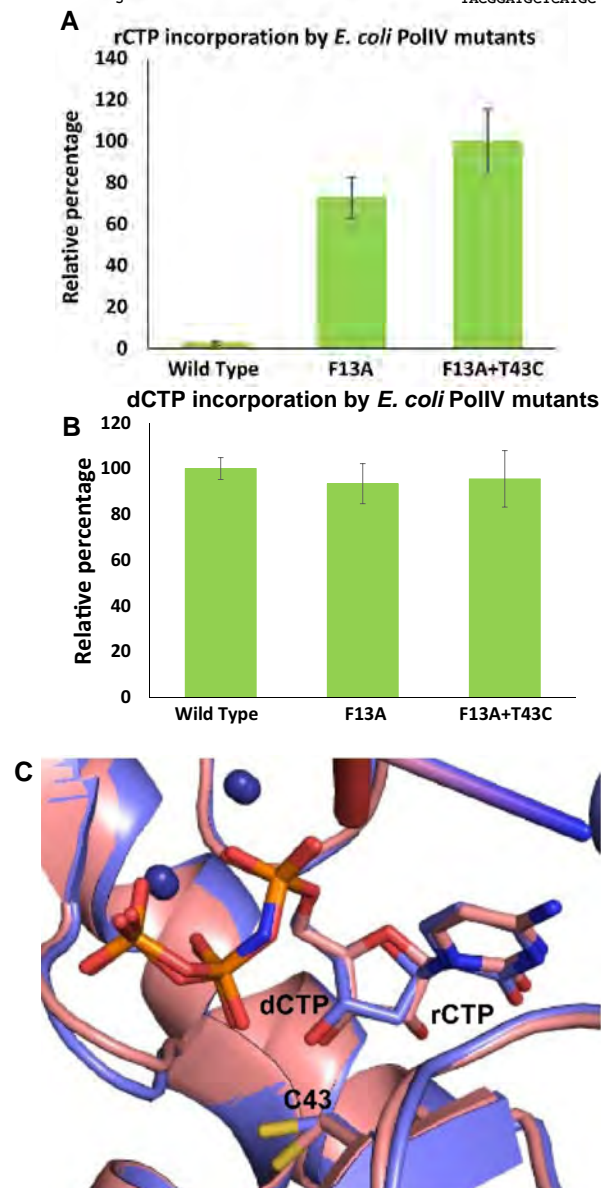 A
rCTP incorporation by E. coli PolIV mutants
140
120
100
80
60
40
20
0
Relative percentage
Wild Type F13A F13A+T43C
dCTP incorporation by E. coli PolIV mutants
B
120
100
80
60
40
20
0
Relative percentage
Wild Type F13A F13A+T43C
C
dCTP
rCTP
C43